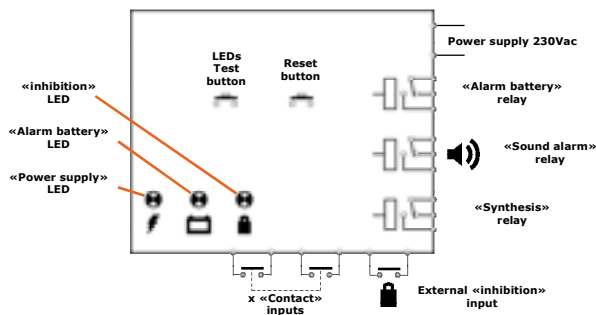 LEDs
Test
button
Reset
button
Power supply 230Vac
«inhibition»
LED
«Alarm battery»
LED
«Power supply»
LED
«Alarm battery»
relay
«Sound alarm»
relay
«Synthesis»
relay
x «Contact»
inputs
External «inhibition»
input